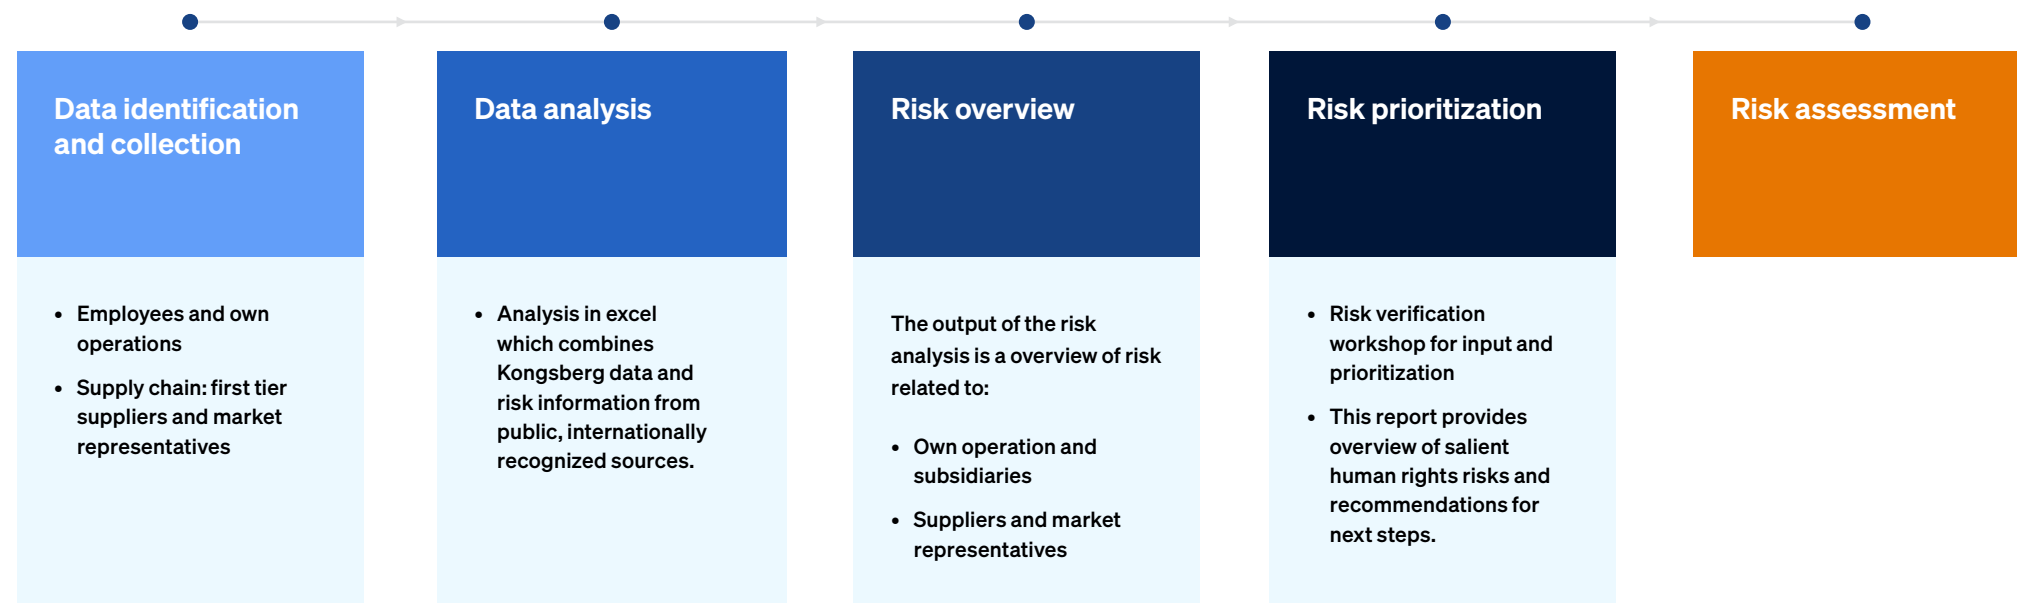 Data identification
and collection
• Employees and own
operations
• Supply chain: first tier
suppliers and market
representatives
Data analysis
• Analysis in excel
which combines
Kongsberg data and
risk information from
public, internationally
recognized sources.
Risk overview
The output of the risk
analysis is a overview of risk
related to:
• Own operation and
subsidiaries
• Suppliers and market
representatives
Risk prioritization
• Risk verification
workshop for input and
prioritization
• This report provides
overview of salient
human rights risks and
recommendations for
next steps.
Risk assessment